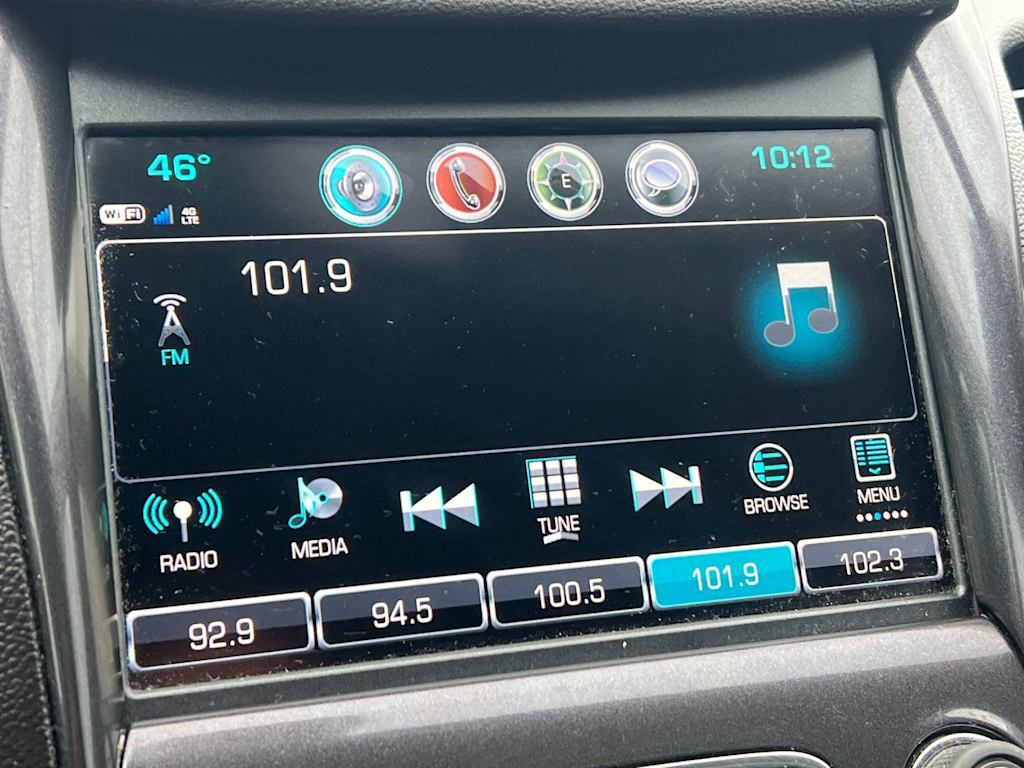 46°
10:12
WiFi 4G
LTE
E
101.9
FM
RADIO
MEDIA
TUNE
BROWSE
MENU
92.9
94.5
100.5
101.9
102.3